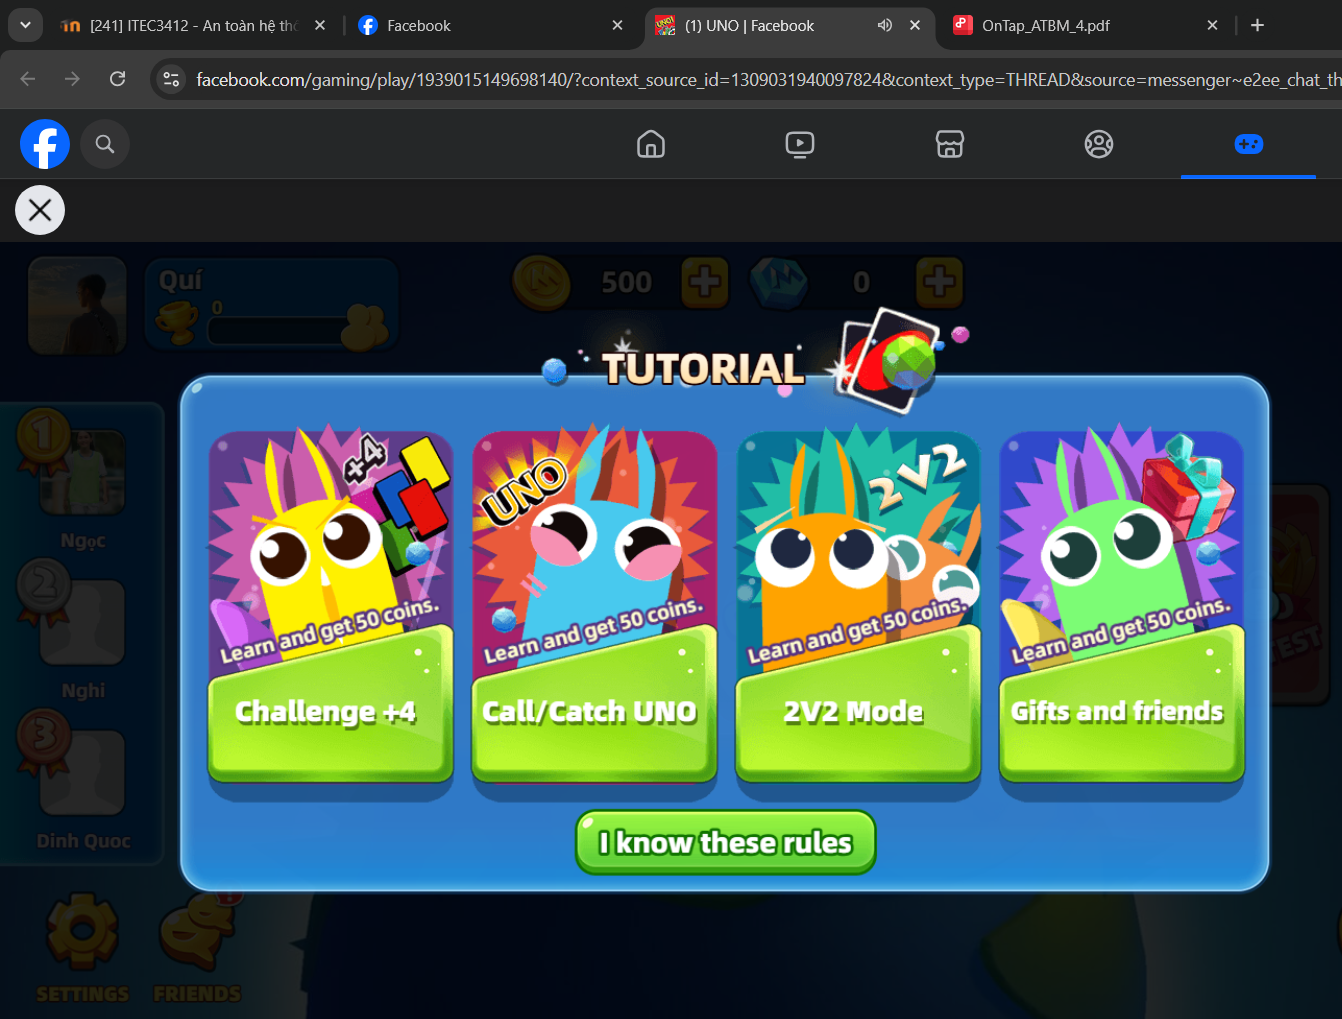 [241] ITEC3412 - An toàn hệ thố
Facebook
(1) UNO | Facebook
OnTap_ATBM_4.pdf
facebook.com/gaming/play/1939015149698140/?context_source_id=1309031940097824&context_type=THREAD&source=messenger~e2ee_chat_th
Quí
0
500
0
TUTORIAL
1
Ngọc
2
Nghi
3
Dinh Quoc
+4
Learn and get 50 coins.
Challenge +4
UNO
Learn and get 50 coins.
Call/Catch UNO
2V2
Learn and get 50 coins.
2V2 Mode
Learn and get 50 coins.
Gifts and friends
I know these rules
SETTINGS
FRIENDS